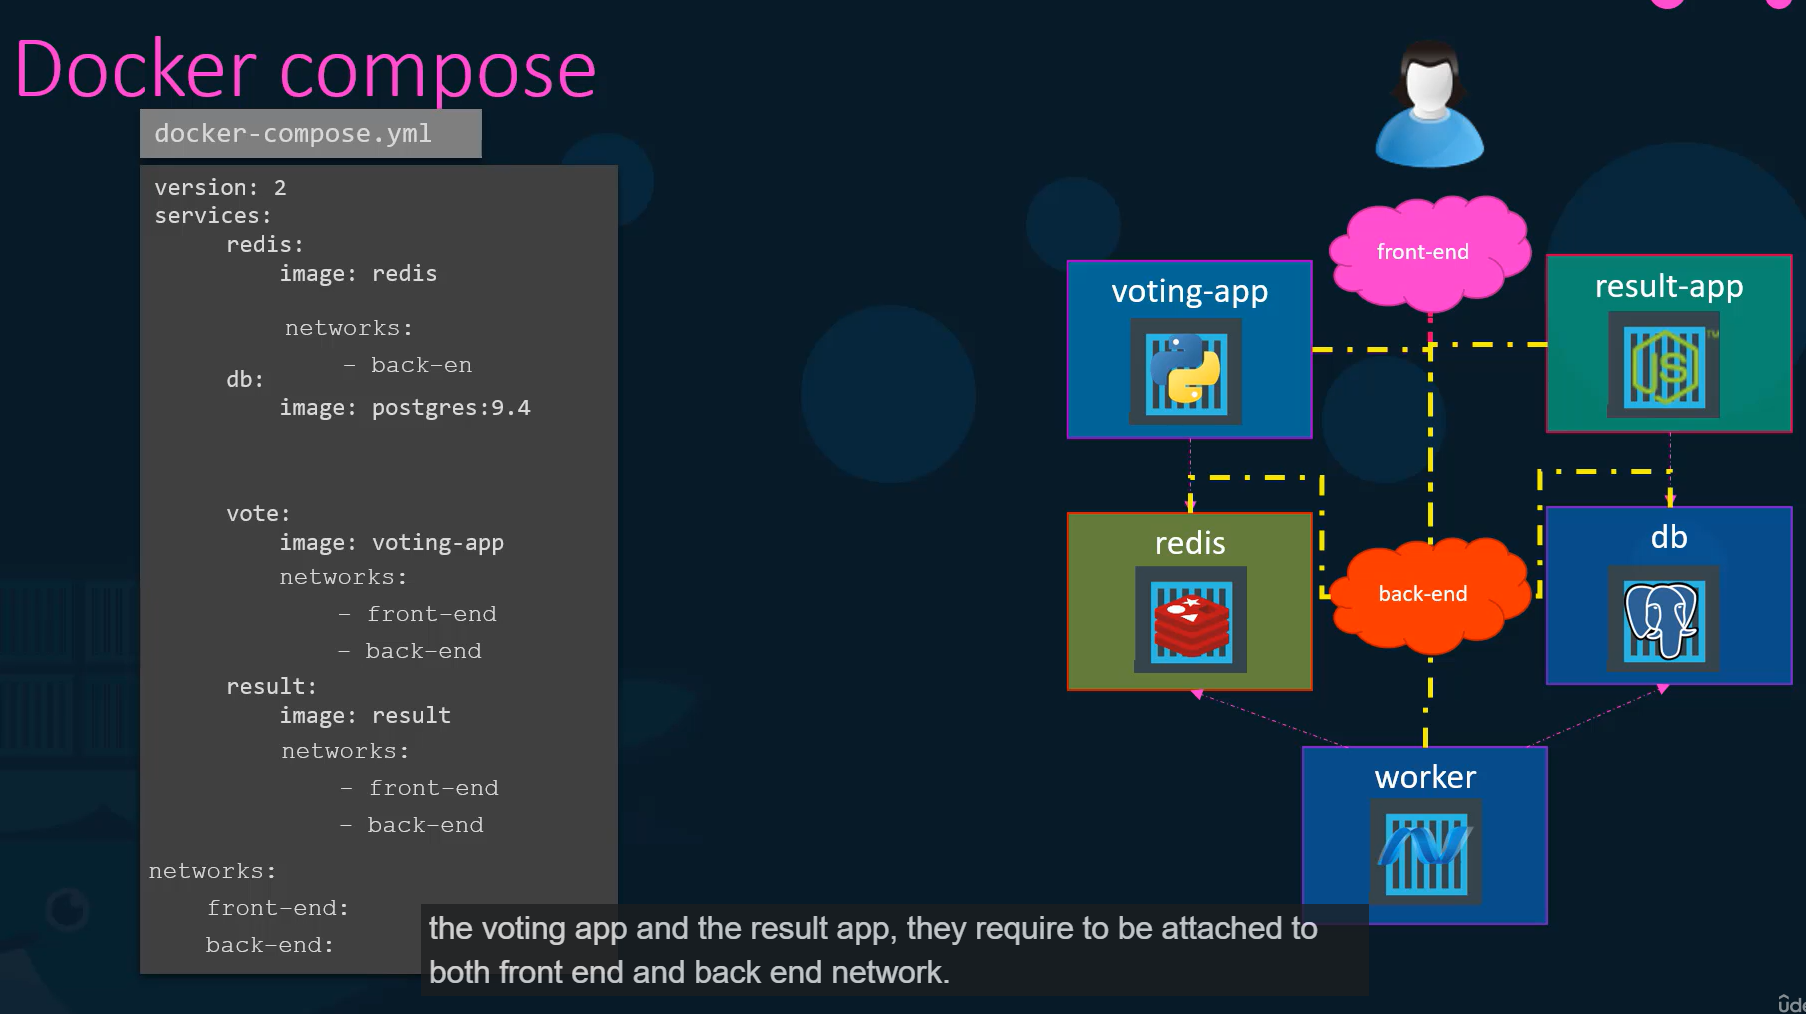 Docker compose
docker-compose.yml
version: 2
services:
redis:
image: redis
networks:
- back-en
db:
image: postgres:9.4
vote:
image: voting-app
networks:
- front-end
- back-end
result:
image: result
networks:
- front-end
- back-end
networks:
front-end:
back-end:
front-end
voting-app
result-app
JS
TM
redis
back-end
db
worker
the voting app and the result app, they require to be attached to
both front end and back end network.